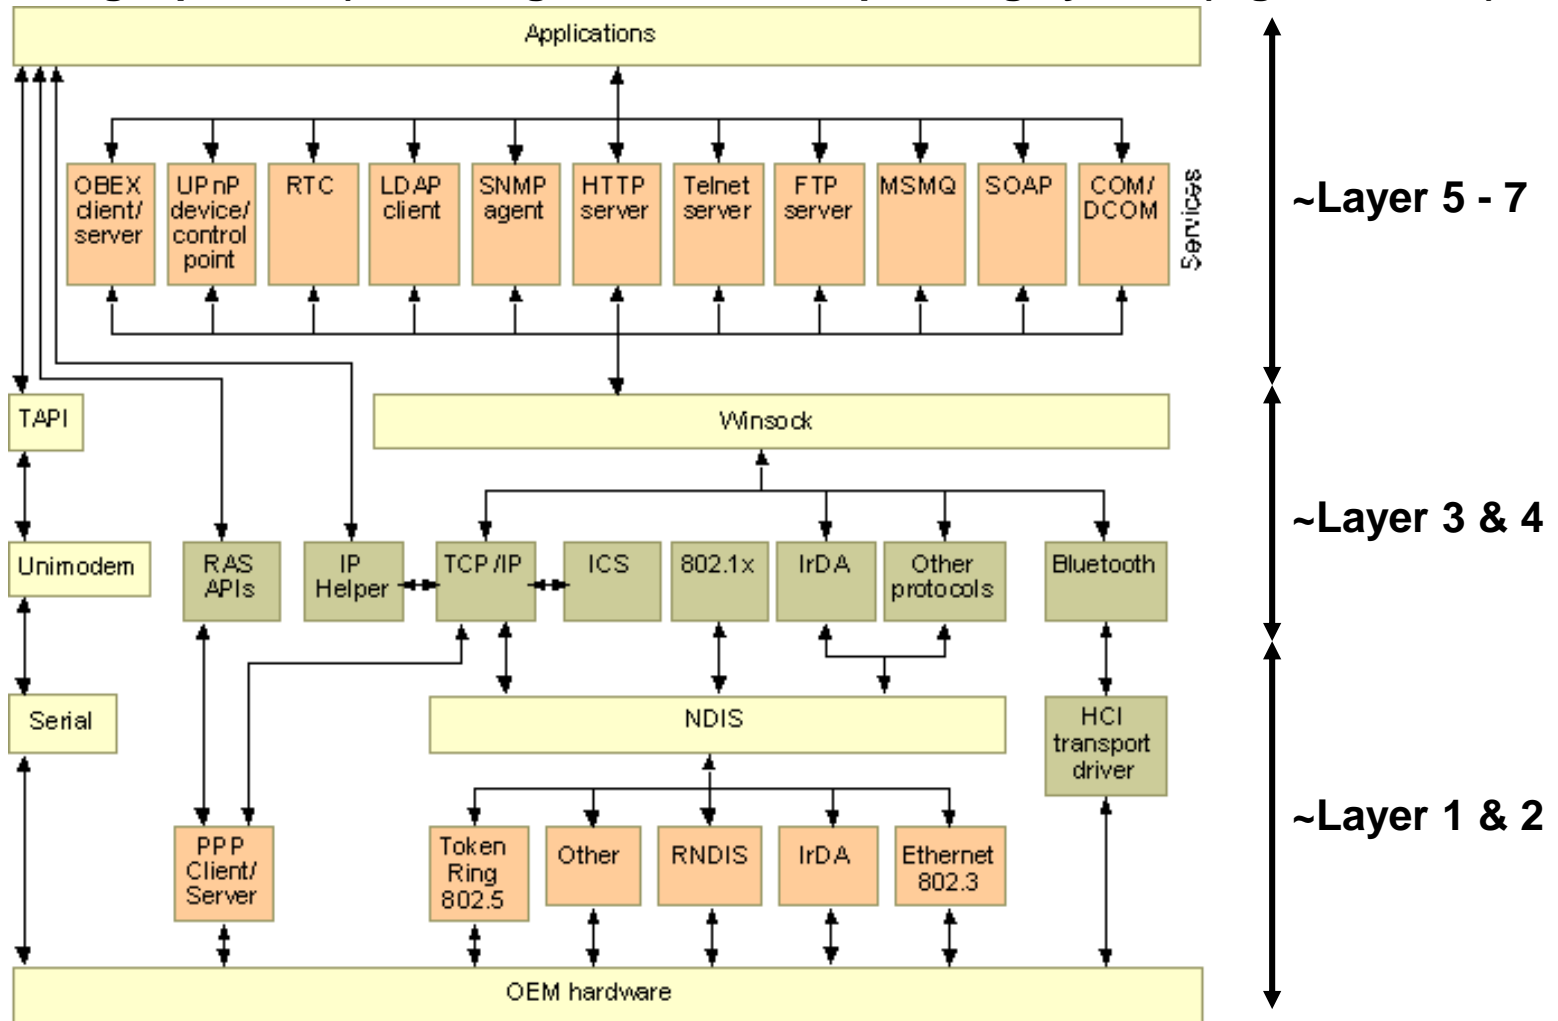 Applications
OBEX
client/
server
UPnP
device/
control
point
RTC
LDAP
client
SNMP
agent
HTTP
server
Telnet
server
FTP
server
MSMQ
SOAP
COM/
DCOM
Services
~Layer 5 - 7
TAPI
Winsock
~Layer 3 & 4
Unimodem
RAS
APIs
IP
Helper
TCP/IP
ICS
802.1x
IrDA
Other
protocols
Bluetooth
Serial
NDIS
HCI
transport
driver
~Layer 1 & 2
PPP
Client/
Server
Token
Ring
802.5
Other
RNDIS
IrDA
Ethernet
802.3
OEM hardware